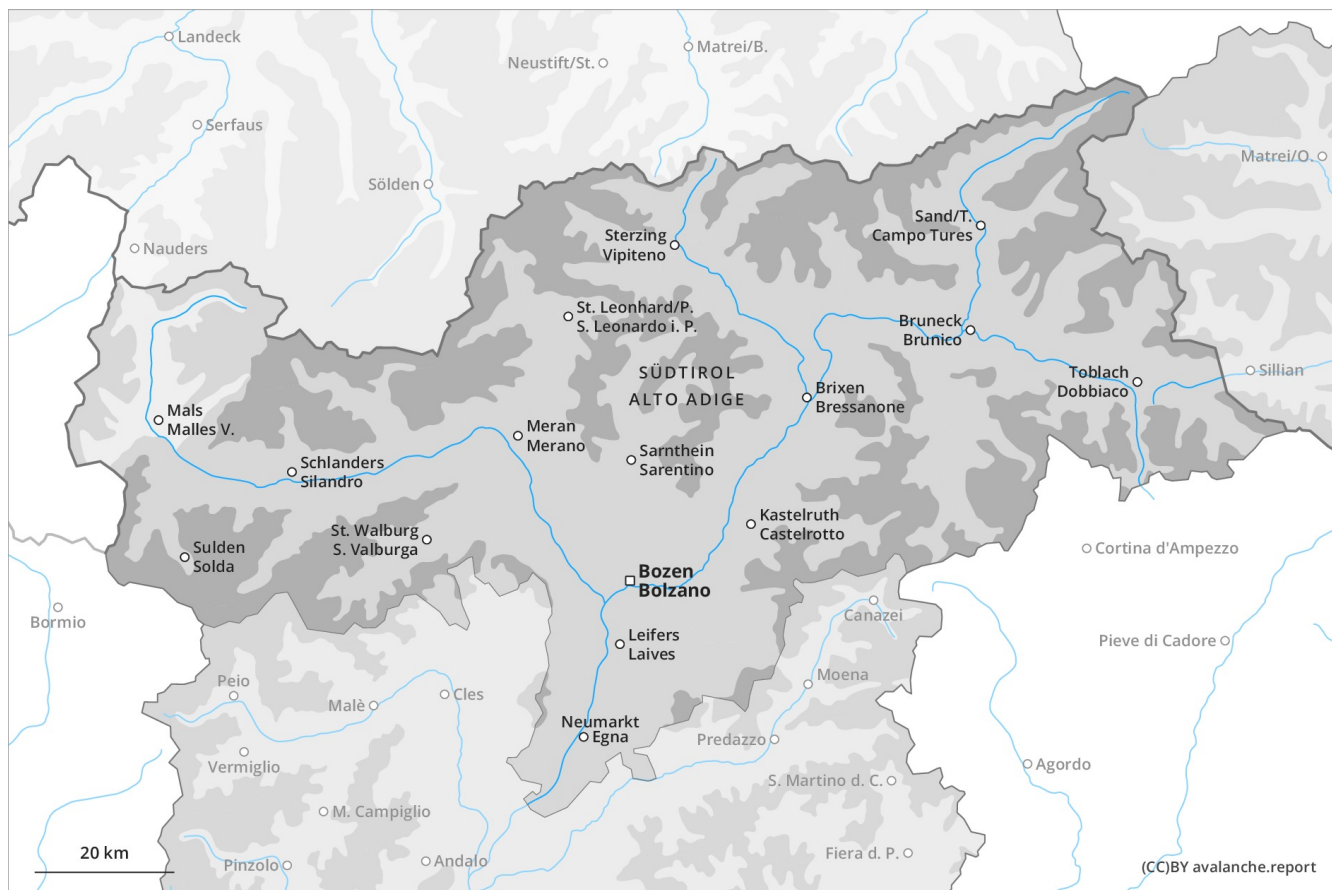 Landeck
Matrei/B.
Neustift/St.
Serfaus
Matrei/O.
Sölden
Sand/T.
Campo Tures
Nauders
Sterzing
Vipiteno
St. Leonhard/P.
S. Leonardo i. P.
Bruneck
Brunico
SÜDTIROL
ALTO ADIGE
Toblach
Dobbiaco
Sillian
Brixen
Bressanone
Mals
Malles V.
Meran
Merano
Sarnthein
Sarentino
Schlanders
Silandro
Kastelruth
Castelrotto
St. Walburg
S. Valburga
Sulden
Solda
Cortina d'Ampezzo
Bozen
Bolzano
Bormio
Canazei
Leifers
Laives
Pieve di Cadore
Peio
Malè
Cles
Moena
Neumarkt
Egna
Predazzo
Vermiglio
Agordo
S. Martino d. C.
M. Campiglio
20 km
Pinzolo
Andalo
Fiera d. P.
(CC)BY avalanche.report